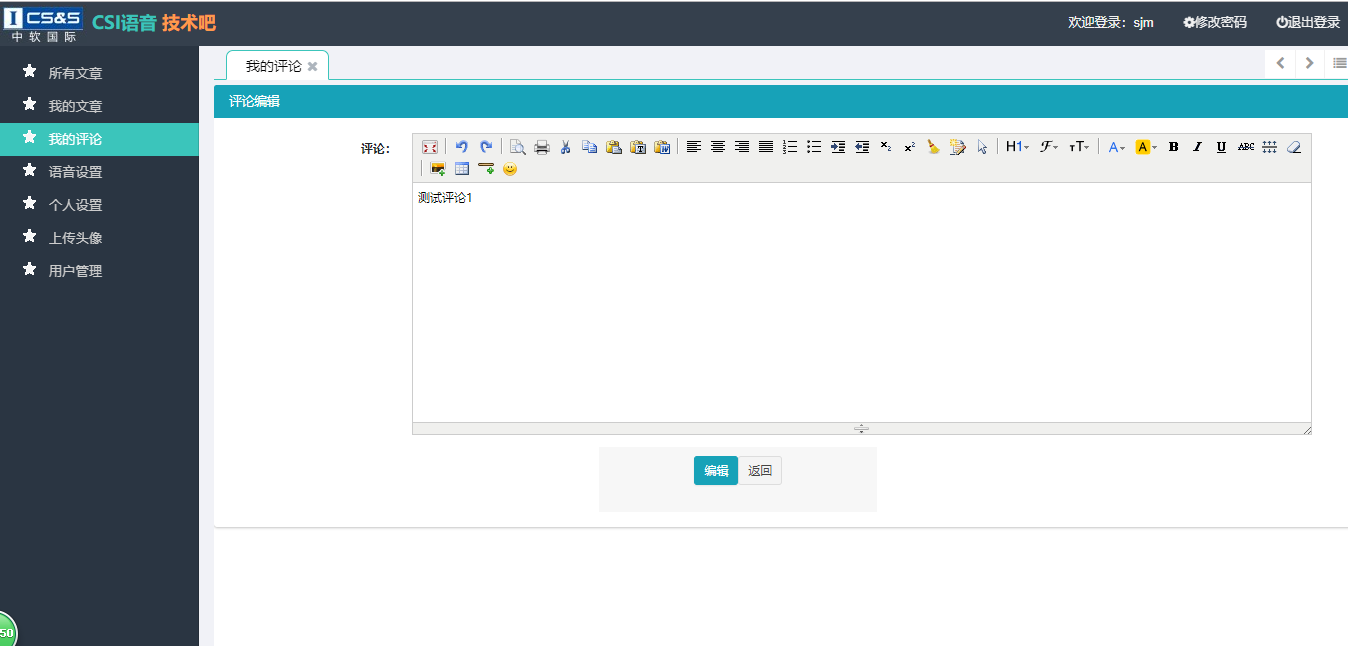 CS&S
中软国际
CSI语音 技术吧
欢迎登录：sjm
修改密码
退出登录
所有文章
我的文章
我的评论
语音设置
个人设置
上传头像
用户管理
我的评论
评论编辑
评论：
H1 F TT A A B I U ABC
测试评论1
编辑
返回
50